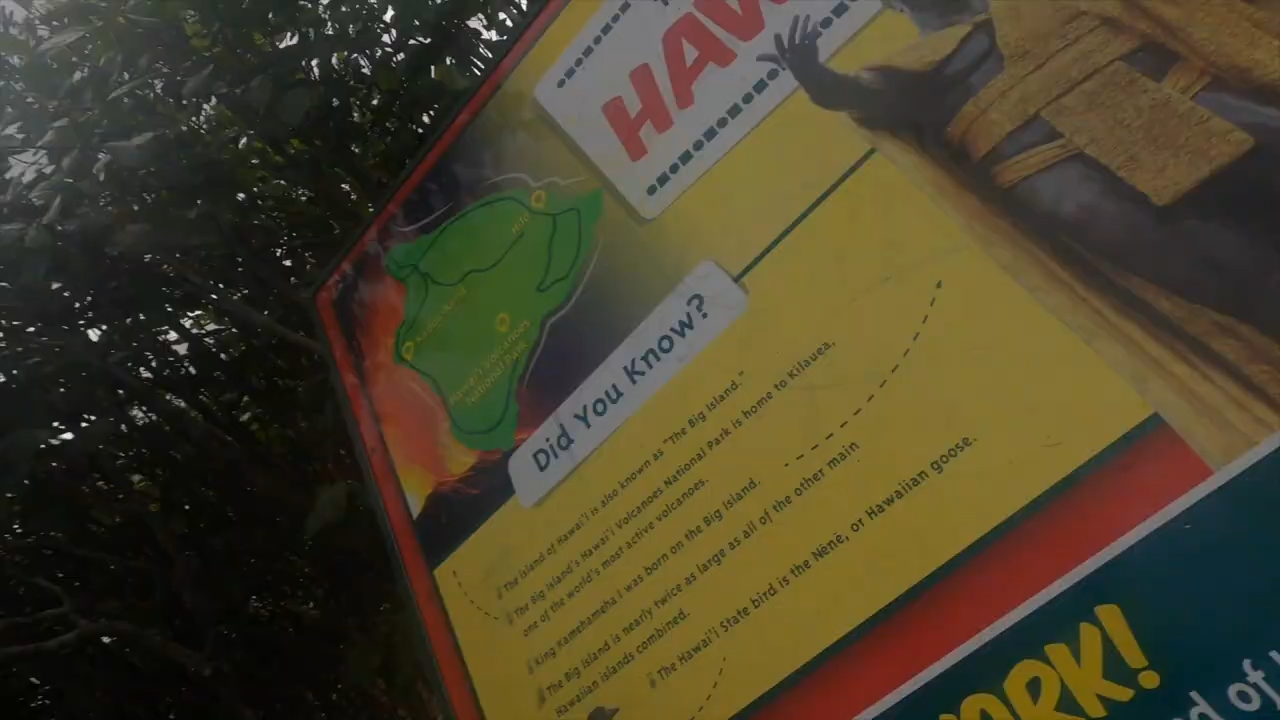 HAW
Hilo
Hawai'i Volcanoes
National Park
Did You Know?
The island of Hawai'i is also known as "The Big Island."
The Big Island's Hawai'i Volcanoes National Park is home to Kilauea,
one of the world's most active volcanoes.
King Kamehameha I was born on the Big Island.
The Big Island is nearly twice as large as all of the other main
Hawaiian islands combined.
The Hawai'i State bird is the Nēnē, or Hawaiian goose.
ORK!
d of